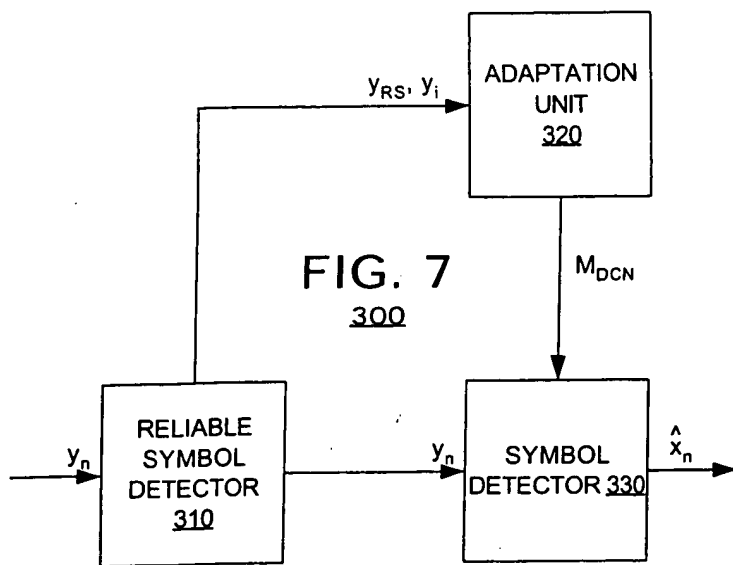 ADAPTATION
UNIT
320
y_RS, y_i
FIG. 7
300
M_DCN
RELIABLE
SYMBOL
DETECTOR
310
y_n
y_n
SYMBOL
DETECTOR 330
x̂_n